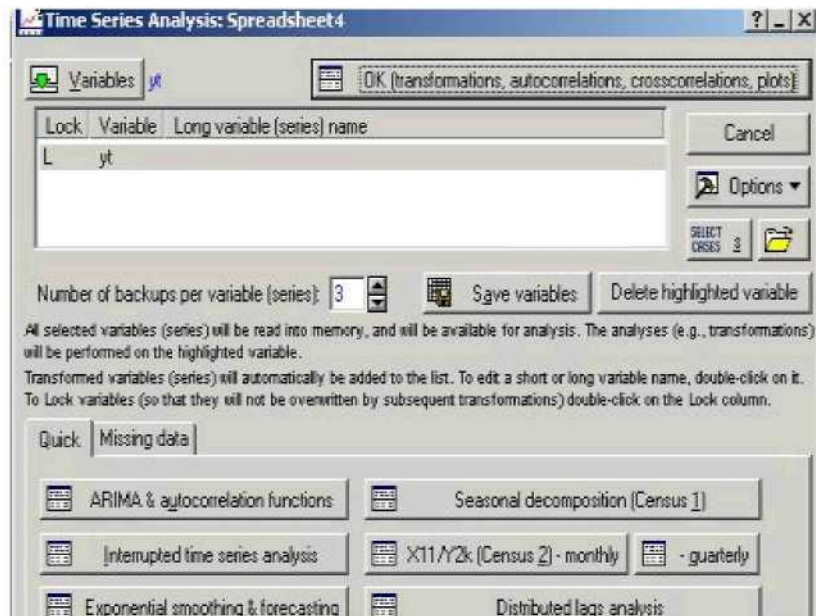 Time Series Analysis: Spreadsheet4
Variables yt
OK (transformations, autocorrelations, crosscorrelations, plots)
Lock Variable Long variable (series) name
L yt
Cancel
Options
SELECT CASES S
Number of backups per variable (series): 3
Save variables
Delete highlighted variable
All selected variables (series) will be read into memory, and will be available for analysis. The analyses (e.g., transformations)
will be performed on the highlighted variable.
Transformed variables (series) will automatically be added to the list. To edit a short or long variable name, double-click on it.
To Lock variables (so that they will not be overwritten by subsequent transformations) double-click on the Lock column.
Quick Missing data
ARIMA & autocorrelation functions
Seasonal decomposition (Census 1)
Interrupted time series analysis
X11/Y2k (Census 2) - monthly
- quarterly
Exponential smoothing & forecasting
Distributed lags analysis